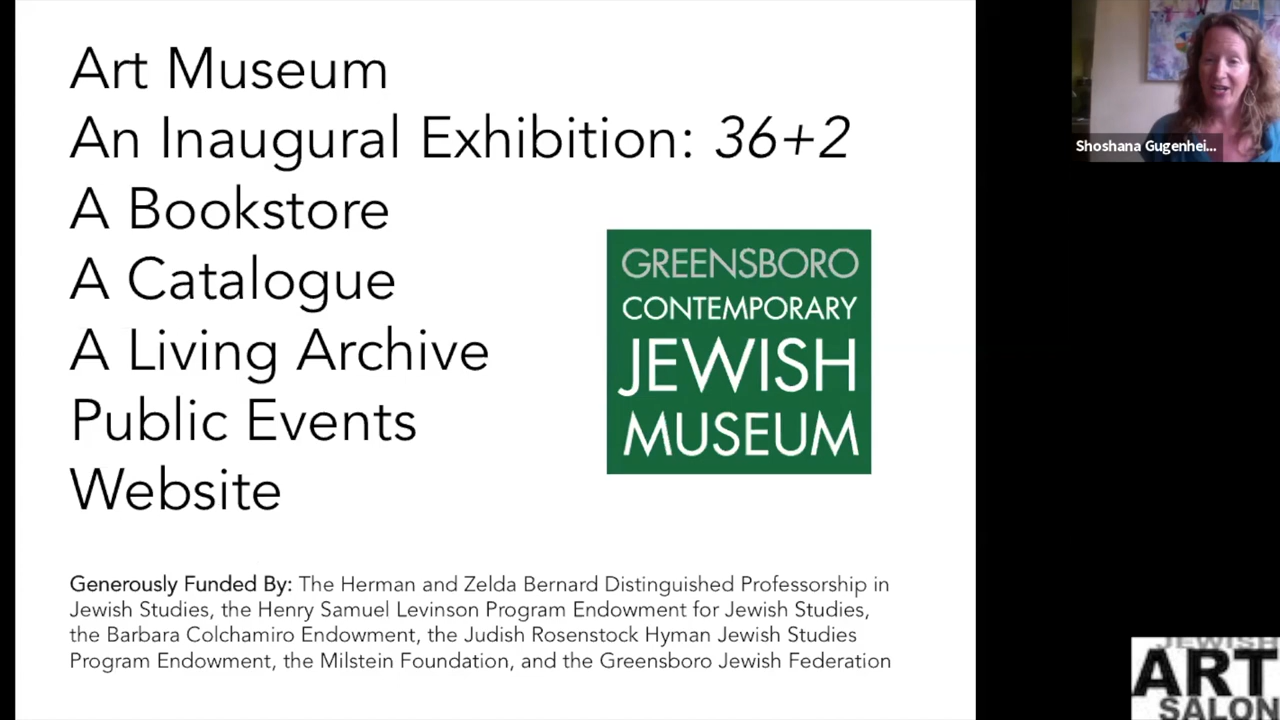 Art Museum
An Inaugural Exhibition: 36+2
A Bookstore
A Catalogue
A Living Archive
Public Events
Website
GREENSBORO
CONTEMPORARY
JEWISH
MUSEUM
Generously Funded By: The Herman and Zelda Bernard Distinguished Professorship in
Jewish Studies, the Henry Samuel Levinson Program Endowment for Jewish Studies,
the Barbara Colchamiro Endowment, the Judish Rosenstock Hyman Jewish Studies
Program Endowment, the Milstein Foundation, and the Greensboro Jewish Federation
Shoshana Gugenhei...
JEWISH
ART
SALON